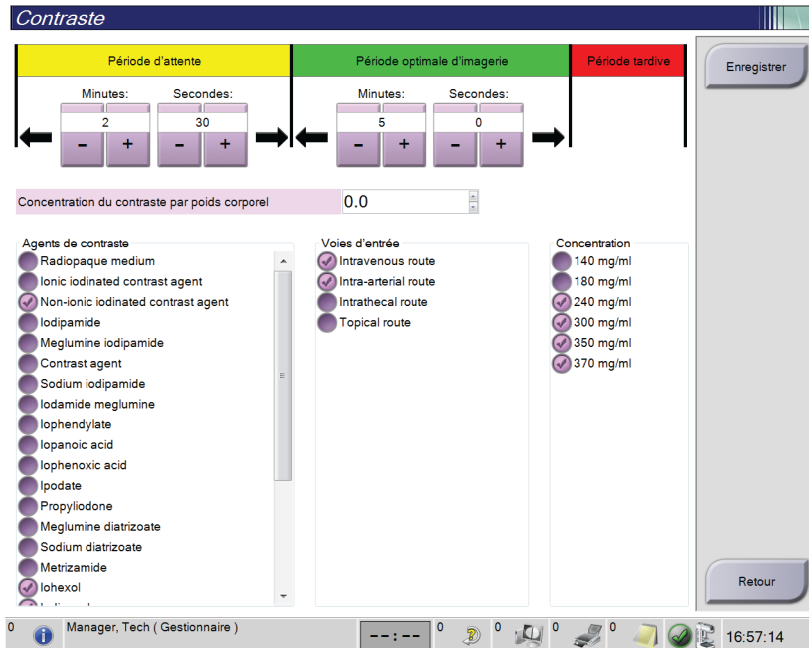 Contraste
Période d'attente
Période optimale d'imagerie
Période tardive
Enregistrer
Minutes:
Secondes:
Minutes:
Secondes:
2
30
5
0
- + - + - + - +
Concentration du contraste par poids corporel
0.0
Agents de contraste
Radiopaque medium
Ionic iodinated contrast agent
Non-ionic iodinated contrast agent
Iodipamide
Meglumine iodipamide
Contrast agent
Sodium iodipamide
Iodamide meglumine
Iophendylate
Iopanoic acid
Iophenoxic acid
Ipodate
Propyliodone
Meglumine diatrizoate
Sodium diatrizoate
Metrizamide
Iohexol
Voies d'entrée
Intravenous route
Intra-arterial route
Intrathecal route
Topical route
Concentration
140 mg/ml
180 mg/ml
240 mg/ml
300 mg/ml
350 mg/ml
370 mg/ml
Retour
0
Manager, Tech ( Gestionnaire )
--:--
0
0
0
0
16:57:14